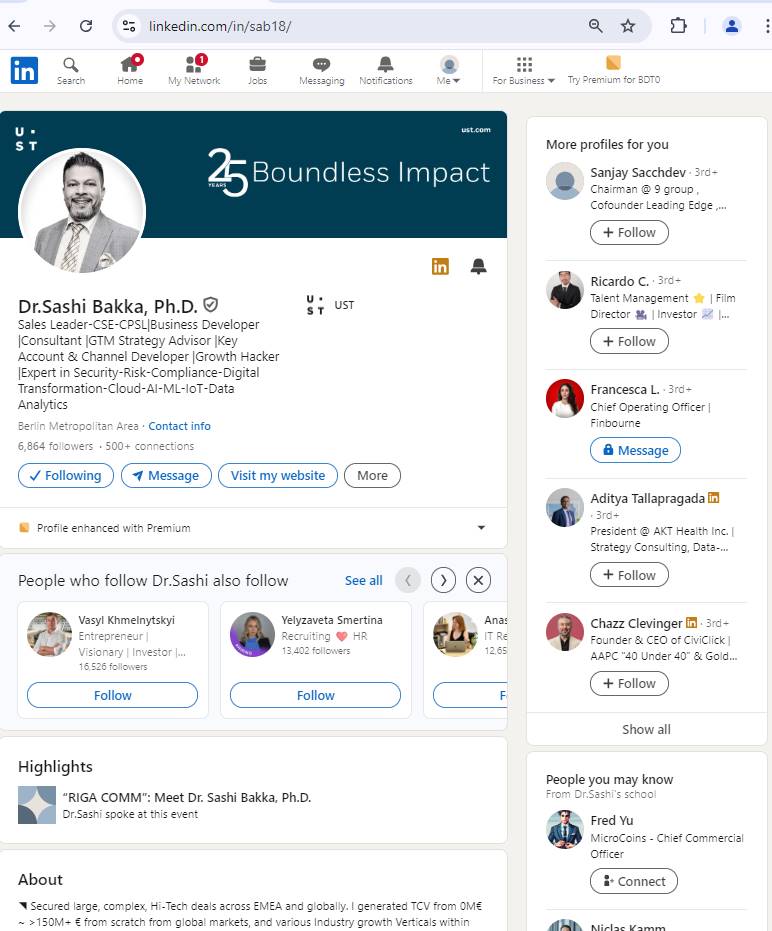 linkedin.com/in/sab18/
in
Search
Home
1
My Network
Jobs
Messaging
Notifications
Me
For Business
Try Premium for BDT0
U
ST
ust.com
25 YEARS Boundless Impact
in
Dr.Sashi Bakka, Ph.D.
Sales Leader-CSE-CPSL|Business Developer
|Consultant |GTM Strategy Advisor |Key
Account & Channel Developer |Growth Hacker
|Expert in Security-Risk-Compliance-Digital
Transformation-Cloud-AI-ML-IoT-Data
Analytics
U
ST
UST
Berlin Metropolitan Area · Contact info
6,864 followers · 500+ connections
Following
Message
Visit my website
More
Profile enhanced with Premium
People who follow Dr.Sashi also follow
See all
Vasyl Khmelnytskyi
Entrepreneur |
Visionary | Investor |...
16,526 followers
Follow
Yelyzaveta Smertina
Recruiting ❤️ HR
13,402 followers
Follow
Anas
IT Re
12,65
F
Highlights
“RIGA COMM”: Meet Dr. Sashi Bakka, Ph.D.
Dr.Sashi spoke at this event
About
◥ Secured large, complex, Hi-Tech deals across EMEA and globally. I generated TCV from 0M€
~ >150M+ € from scratch from global markets, and various Industry growth Verticals within
More profiles for you
Sanjay Sacchdev · 3rd+
Chairman @ 9 group ,
Cofounder Leading Edge ,...
+ Follow
Ricardo C. · 3rd+
Talent Management ⭐ | Film
Director 🎥 | Investor 📈 |...
+ Follow
Francesca L. · 3rd+
Chief Operating Officer |
Finbourne
Message
Aditya Tallapragada in
· 3rd+
President @ AKT Health Inc. |
Strategy Consulting, Data-...
+ Follow
Chazz Clevinger in · 3rd+
Founder & CEO of CiviClick |
AAPC "40 Under 40" & Gold...
+ Follow
Show all
People you may know
From Dr.Sashi's school
Fred Yu
MicroCoins - Chief Commercial
Officer
Connect
Niclas Kamm